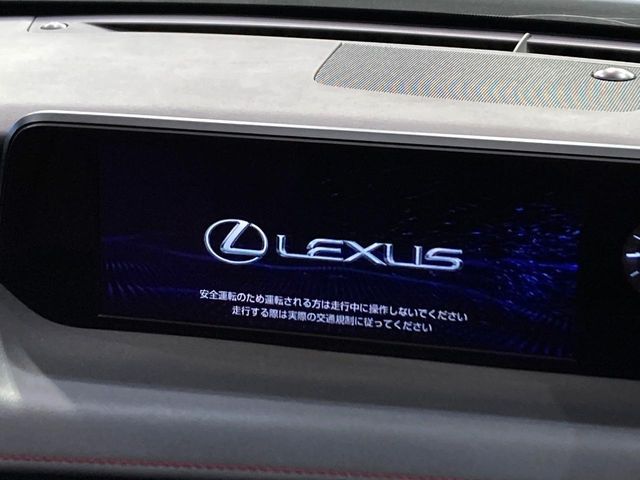 LEXUS
安全運転のため運転される方は走行中に操作しないでください
走行する際は実際の交通規制に従ってください